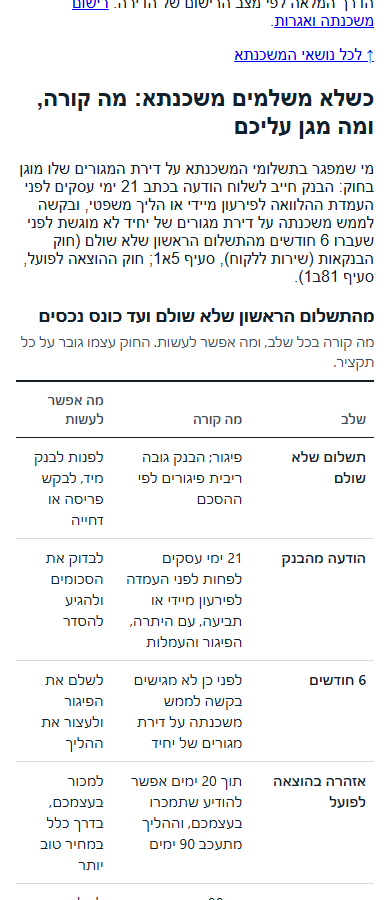 הדרך המלאה לפי מצב הרישום של הדירה: רישום
משכנתה ואגרות.
↑ לכל נושאי המשכנתא
כשלא משלמים משכנתא: מה קורה,
ומה מגן עליכם
מי שמפגר בתשלומי המשכנתא על דירת המגורים שלו מוגן
בחוק: הבנק חייב לשלוח הודעה בכתב 21 ימי עסקים לפני
העמדת ההלוואה לפירעון מיידי או הליך משפטי, ובקשה
לממש משכנתה על דירת מגורים של יחיד לא מוגשת לפני
שעברו 6 חודשים מהתשלום הראשון שלא שולם (חוק
הבנקאות (שירות ללקוח), סעיף 5א1; חוק ההוצאה לפועל,
סעיף 81ב1).
מהתשלום הראשון שלא שולם ועד כונס נכסים
מה קורה בכל שלב, ומה אפשר לעשות. החוק עצמו גובר על כל
תקציר.
שלב מה קורה מה אפשר
לעשות
תשלום שלא פיגור; הבנק גובה לפנות לבנק
שולם ריבית פיגורים לפי מיד, לבקש
ההסכם פריסה או
דחייה
הודעה מהבנק 21 ימי עסקים לבדוק את
לפחות לפני העמדה הסכומים
לפירעון מיידי או ולהגיע
תביעה, עם היתרה, להסדר
הפיגור והעמלות
6 חודשים לפני כן לא מגישים לשלם את
בקשה לממש הפיגור
משכנתה על דירת ולעצור את
מגורים של יחיד ההליך
אזהרה בהוצאה תוך 20 ימים אפשר למכור
לפועל להודיע שתמכרו בעצמכם,
בעצמכם, וההליך בדרך כלל
מתעכב 90 ימים במחיר טוב
יותר